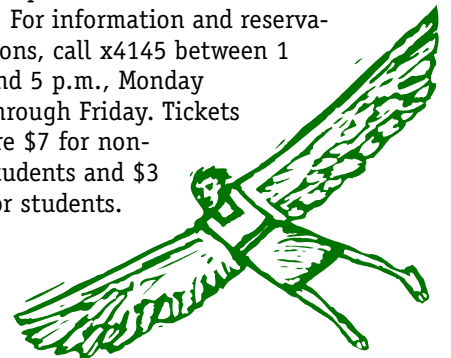 For information and reserva-
ons, call x4145 between 1
nd 5 p.m., Monday
hrough Friday. Tickets
re $7 for non-
tudents and $3
or students.